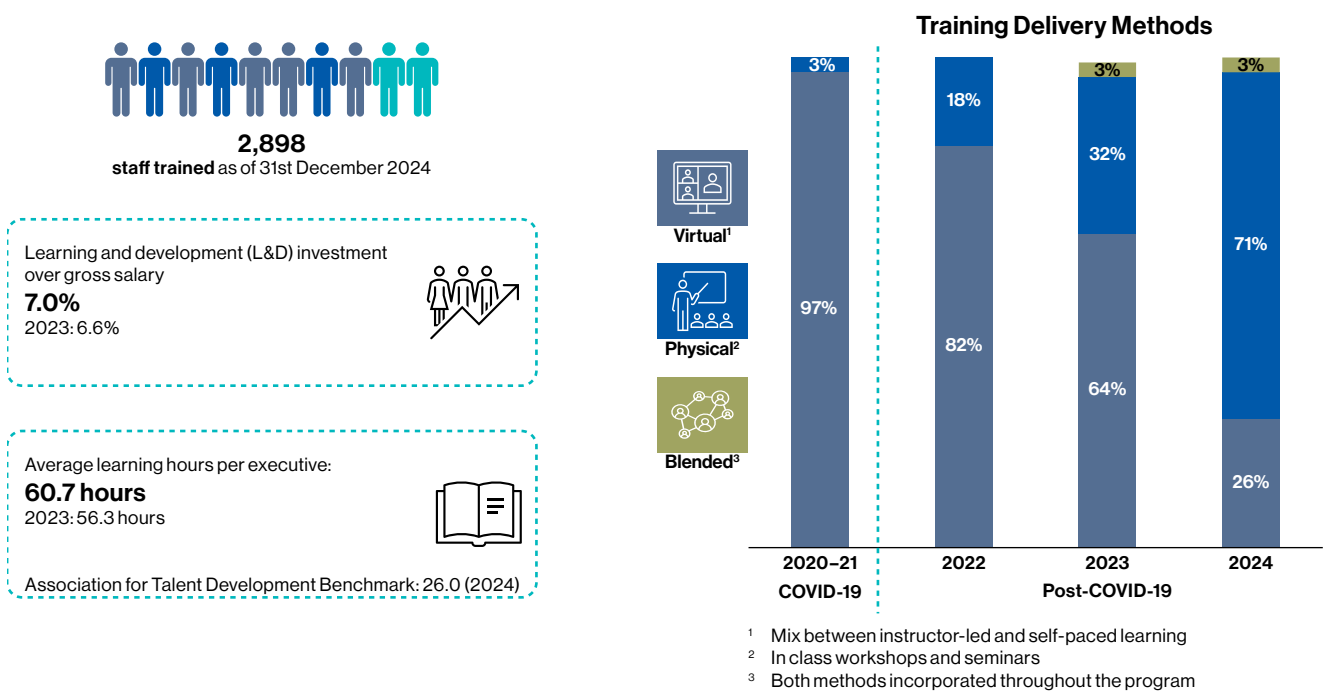 2,898
staff trained as of 31st December 2024
Learning and development (L&D) investment
over gross salary
7.0%
2023: 6.6%
Average learning hours per executive:
60.7 hours
2023: 56.3 hours
Association for Talent Development Benchmark: 26.0 (2024)
Training Delivery Methods
Virtual¹
Physical²
Blended³
3%
97%
18%
82%
3%
32%
64%
3%
71%
26%
2020–21
2022
2023
2024
COVID-19
Post-COVID-19
¹ Mix between instructor-led and self-paced learning
² In class workshops and seminars
³ Both methods incorporated throughout the program